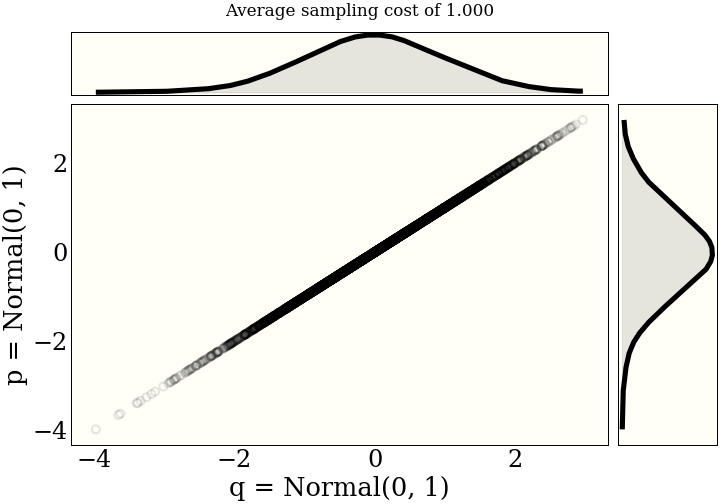 Average sampling cost of 1.000
p = Normal(0, 1)
2
0
−2
−4
−4 −2 0 2
q = Normal(0, 1)